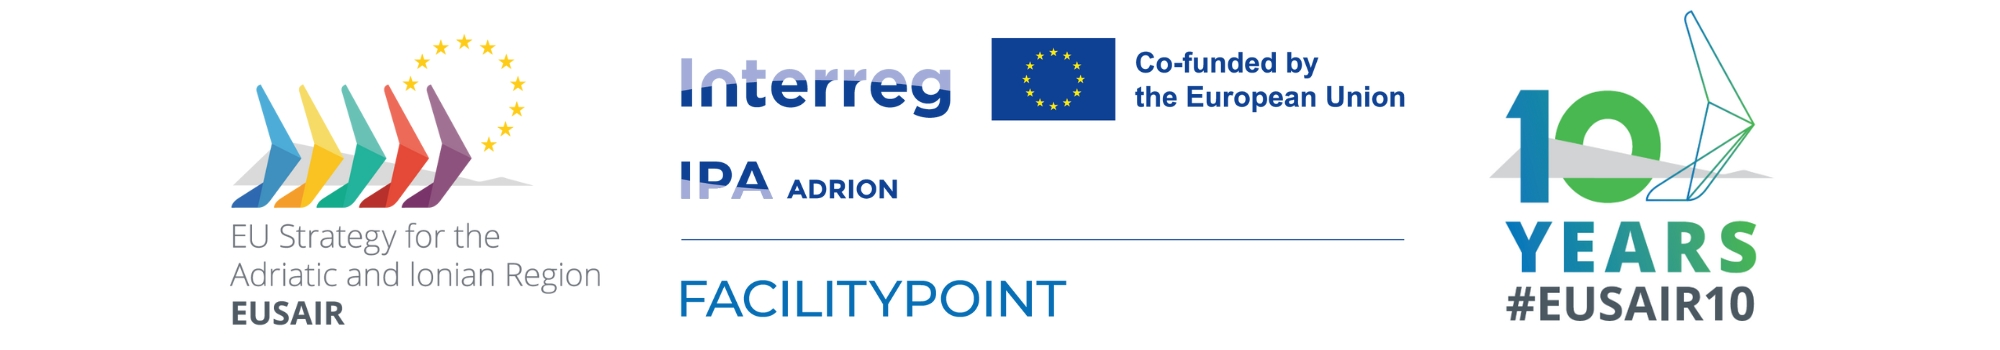 EU Strategy for the
Adriatic and Ionian Region
EUSAIR
Interreg
Co-funded by
the European Union
IPA ADRION
FACILITYPOINT
10
YEARS
#EUSAIR10